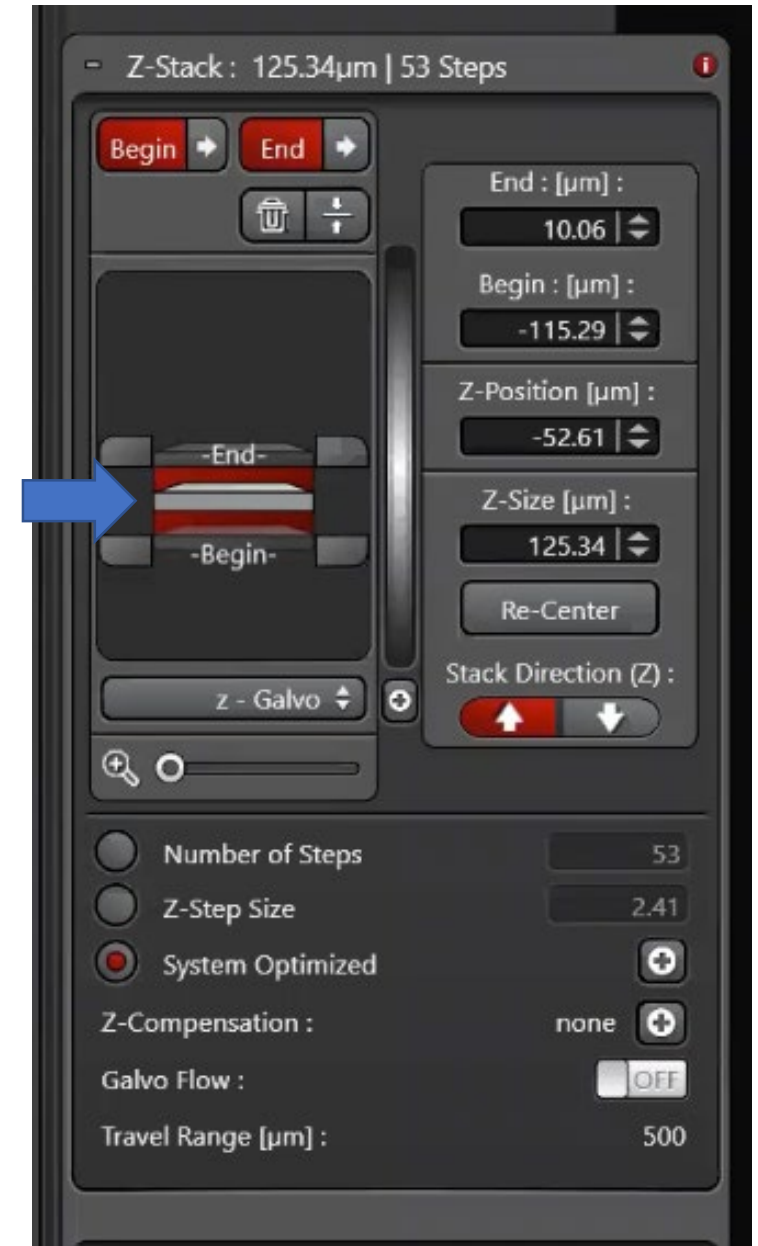 Z-Stack : 125.34µm | 53 Steps
Begin
End
End : [µm] :
10.06
Begin : [µm] :
-115.29
Z-Position [µm] :
-52.61
-End-
-Begin-
Z-Size [µm] :
125.34
Re-Center
Stack Direction (Z) :
z - Galvo
Number of Steps 53
Z-Step Size 2.41
System Optimized
Z-Compensation : none
Galvo Flow : OFF
Travel Range [µm] : 500